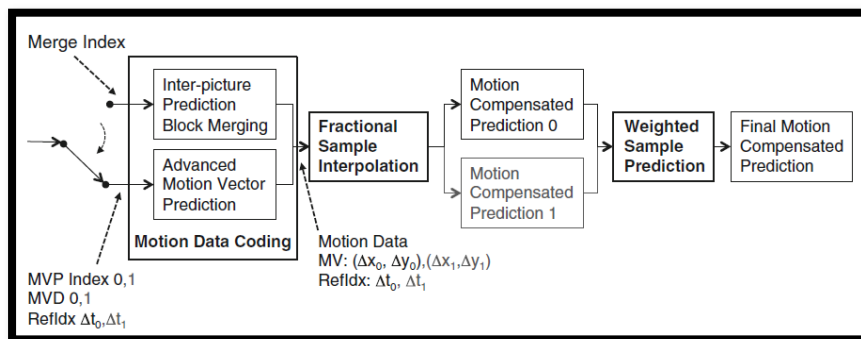 Merge Index
Inter-picture
Prediction
Block Merging
Advanced
Motion Vector
Prediction
Motion Data Coding
MVP Index 0,1
MVD 0,1
RefIdx Δt₀,Δt₁
Fractional
Sample
Interpolation
Motion Data
MV: (Δx₀, Δy₀),(Δx₁,Δy₁)
RefIdx: Δt₀, Δt₁
Motion
Compensated
Prediction 0
Motion
Compensated
Prediction 1
Weighted
Sample
Prediction
Final Motion
Compensated
Prediction